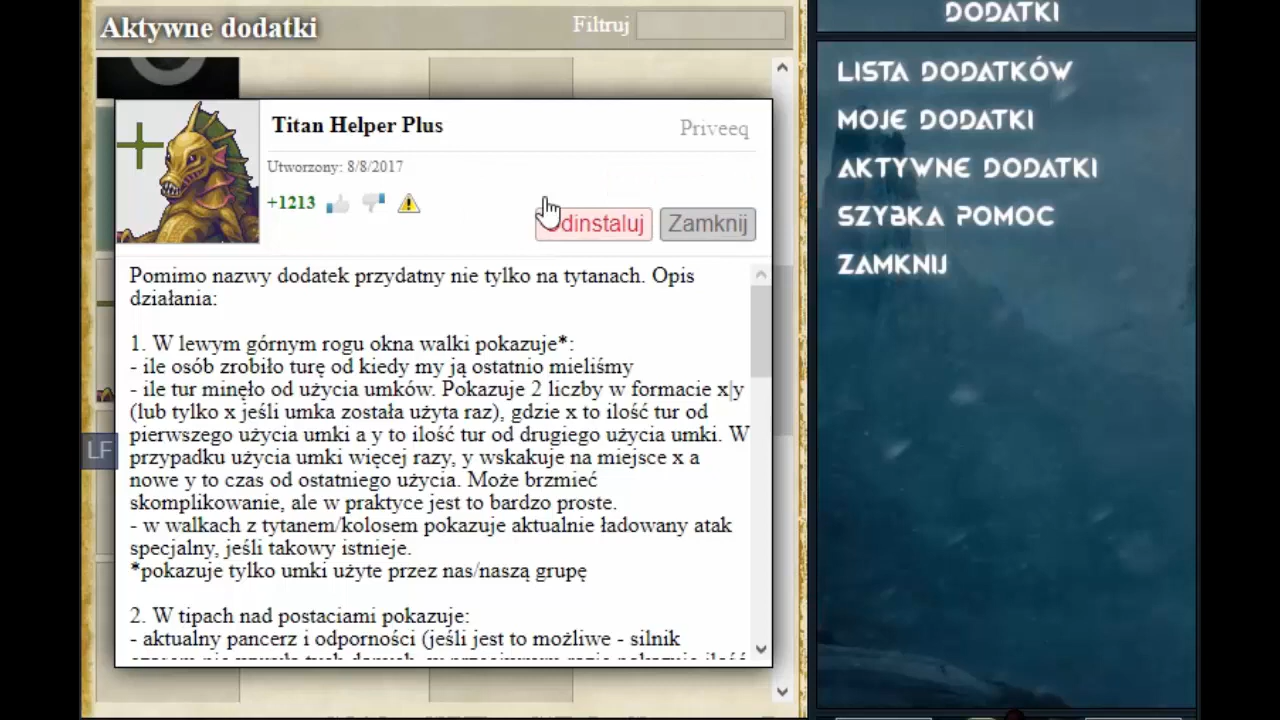 Aktywne dodatki
Filtruj
Titan Helper Plus
Priveeq
Utworzony: 8/8/2017
+1213
dinstaluj
Zamknij
Pomimo nazwy dodatek przydatny nie tylko na tytanach. Opis
działania:
1. W lewym górnym rogu okna walki pokazuje*:
- ile osób zrobiło turę od kiedy my ją ostatnio mieliśmy
- ile tur minęło od użycia umków. Pokazuje 2 liczby w formacie x|y
(lub tylko x jeśli umka została użyta raz), gdzie x to ilość tur od
pierwszego użycia umki a y to ilość tur od drugiego użycia umki. W
przypadku użycia umki więcej razy, y wskakuje na miejsce x a
nowe y to czas od ostatniego użycia. Może brzmieć
skomplikowanie, ale w praktyce jest to bardzo proste.
- w walkach z tytanem/kolosem pokazuje aktualnie ładowany atak
specjalny, jeśli takowy istnieje.
*pokazuje tylko umki użyte przez nas/naszą grupę
2. W tipach nad postaciami pokazuje:
- aktualny pancerz i odporności (jeśli jest to możliwe - silnik
LF
DODATKI
LISTA DODATKÓW
MOJE DODATKI
AKTYWNE DODATKI
SZYBKA POMOC
ZAMKNIJ